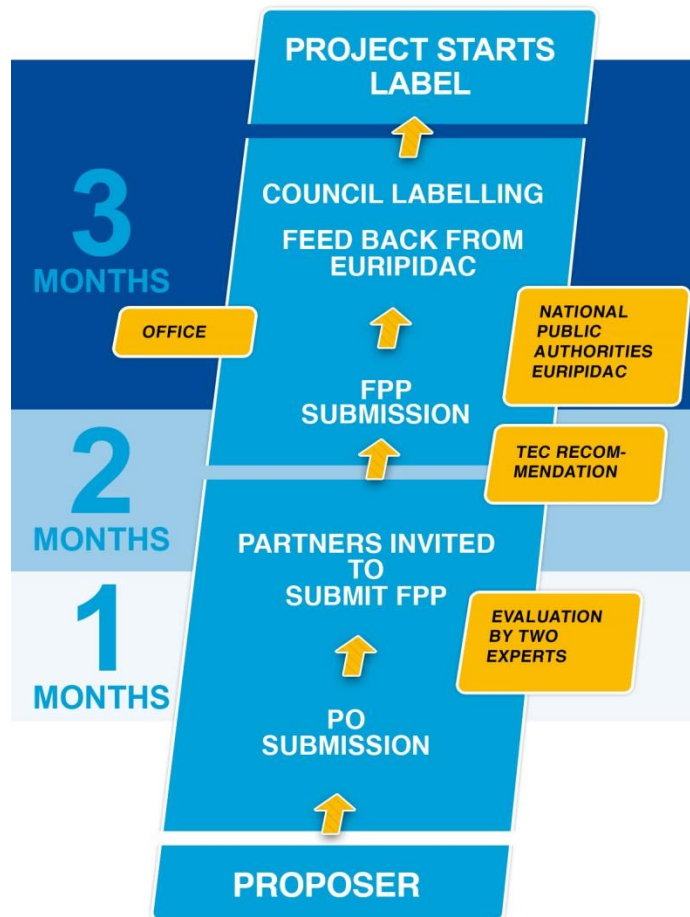 PROJECT STARTS
LABEL
3
MONTHS
COUNCIL LABELLING
FEED BACK FROM
EURIPIDAC
OFFICE
NATIONAL
PUBLIC
AUTHORITIES
EURIPIDAC
FPP
SUBMISSION
2
MONTHS
TEC RECOM-
MENDATION
PARTNERS INVITED
TO
SUBMIT FPP
1
MONTHS
EVALUATION
BY TWO
EXPERTS
PO
SUBMISSION
PROPOSER